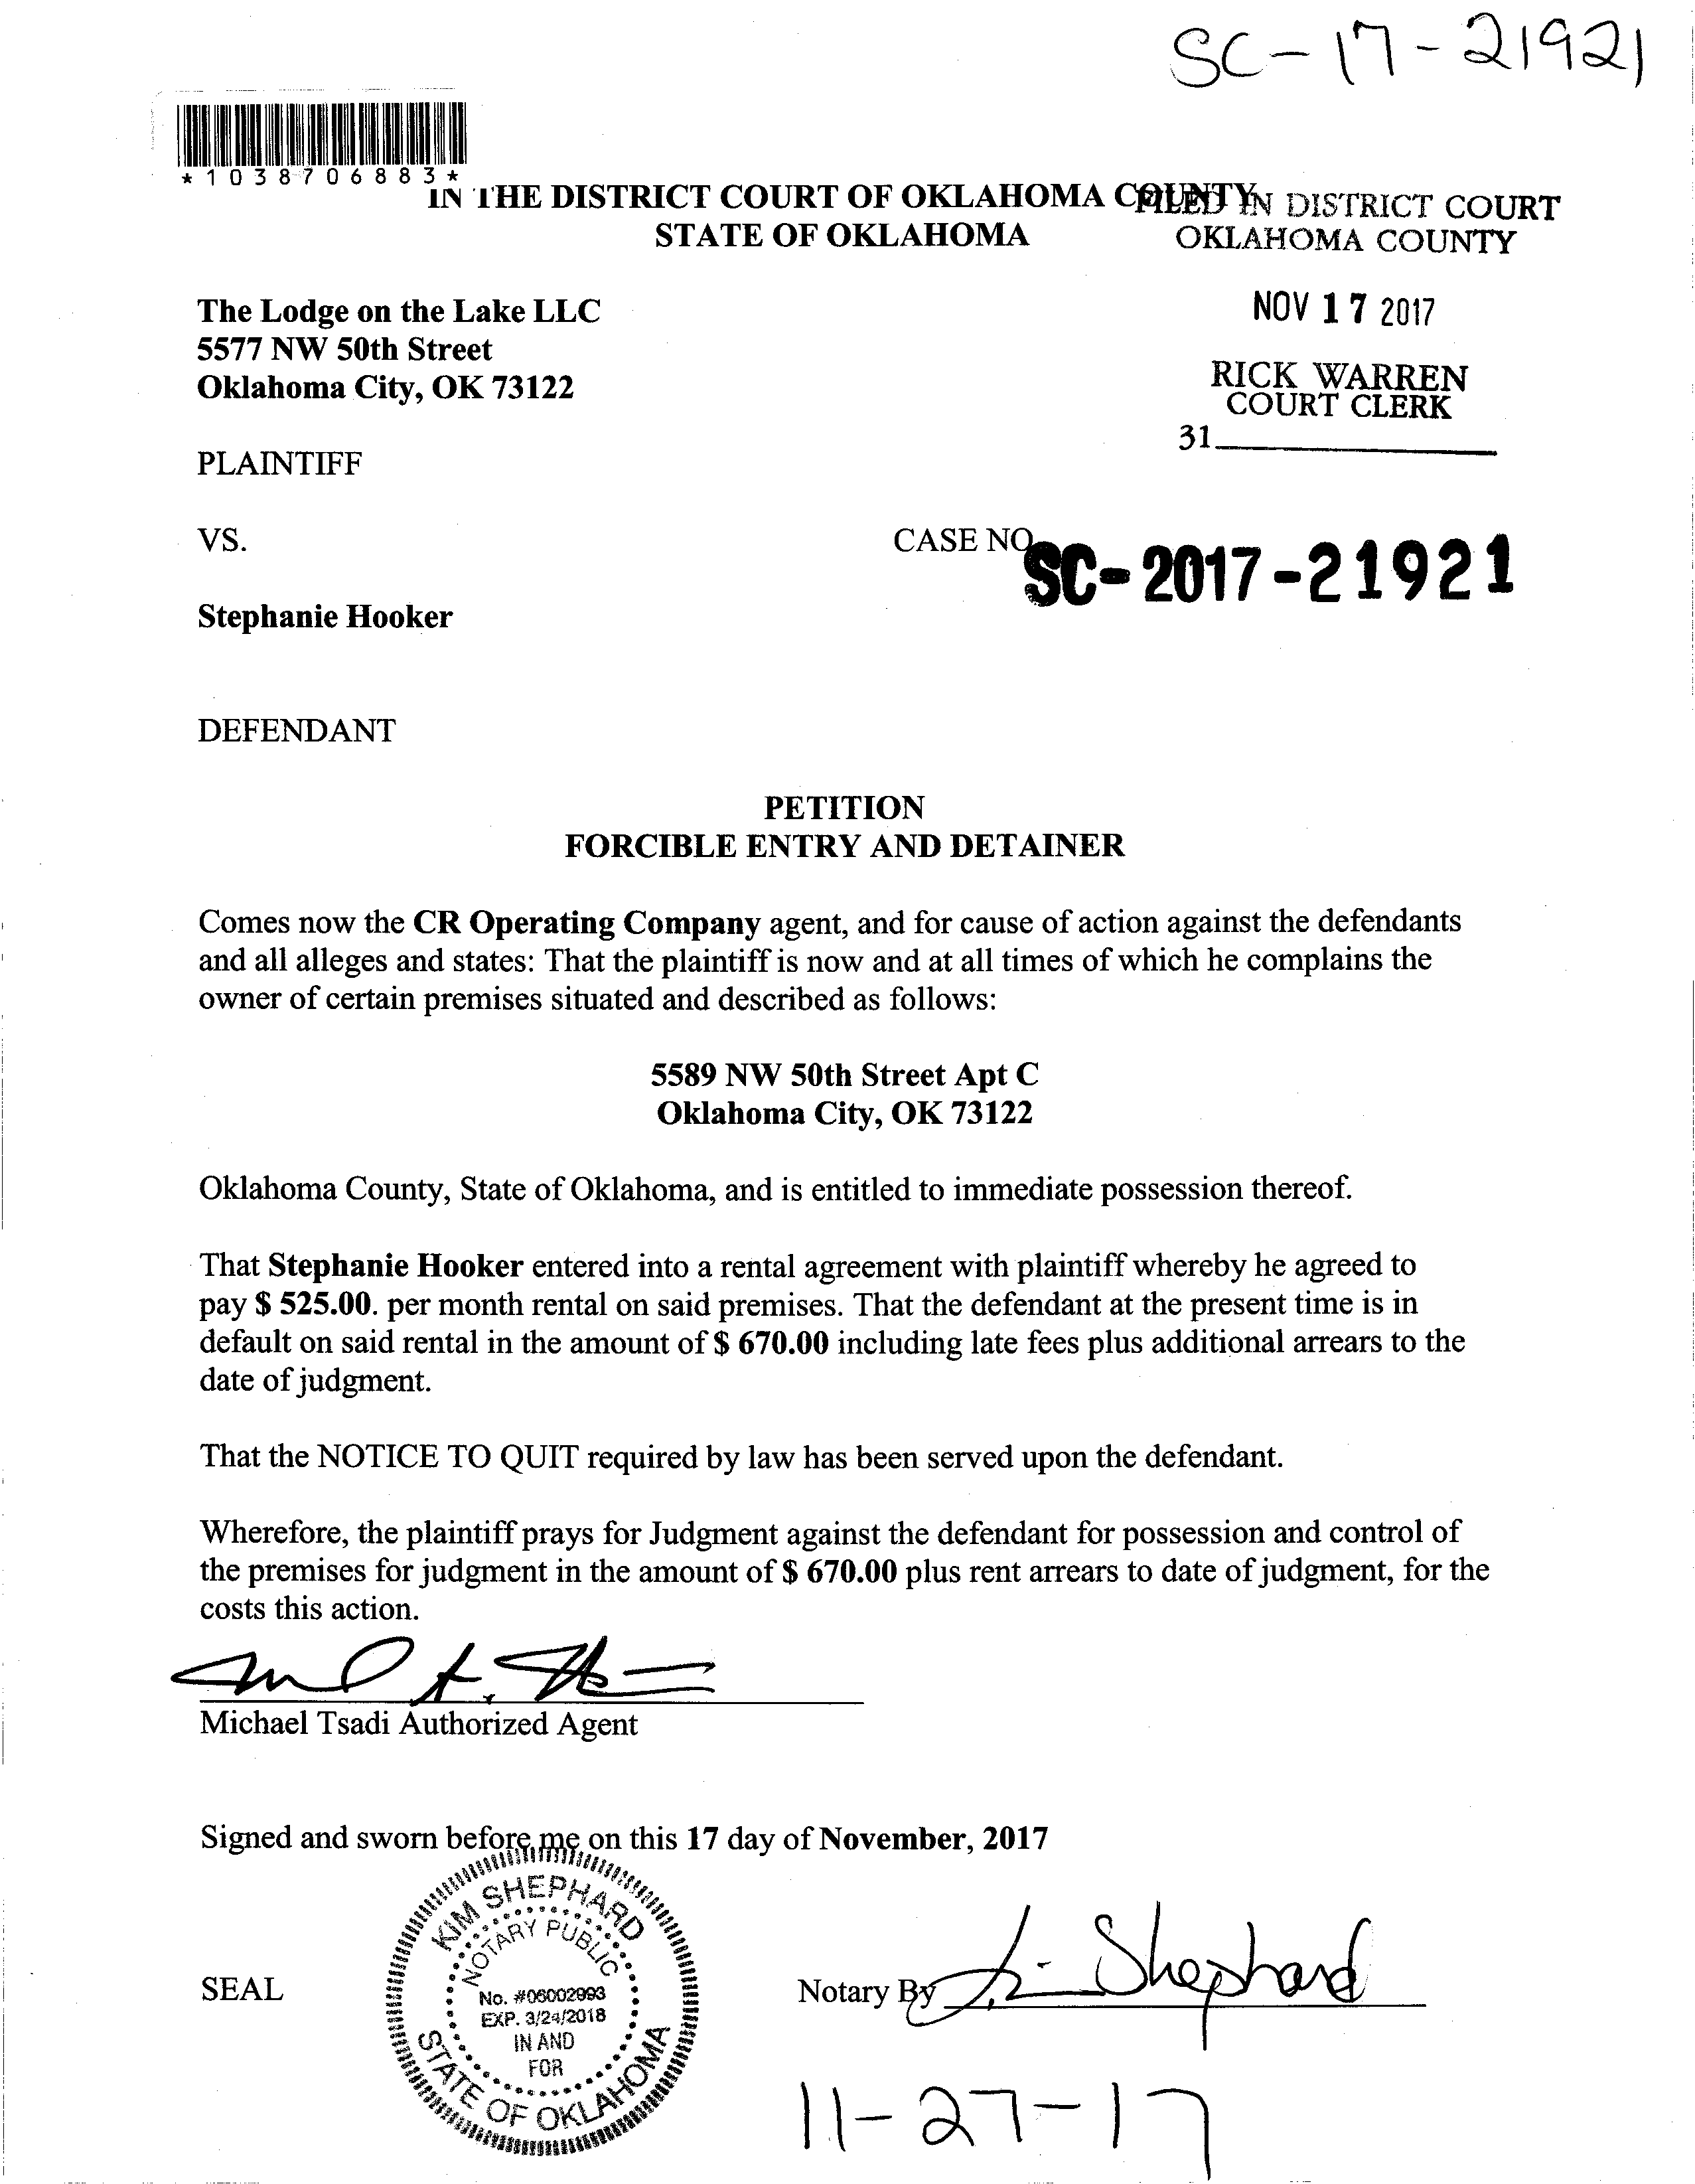 SC-17-21921
*1038706883*
IN THE DISTRICT COURT OF OKLAHOMA COUNTY
STATE OF OKLAHOMA
FILED IN DISTRICT COURT
OKLAHOMA COUNTY
The Lodge on the Lake LLC
5577 NW 50th Street
Oklahoma City, OK 73122
NOV 17 2017
RICK WARREN
COURT CLERK
31
PLAINTIFF
VS.
CASE NO.
SC-2017-21921
Stephanie Hooker
DEFENDANT
PETITION
FORCIBLE ENTRY AND DETAINER
Comes now the CR Operating Company agent, and for cause of action against the defendants
and all alleges and states: That the plaintiff is now and at all times of which he complains the
owner of certain premises situated and described as follows:
5589 NW 50th Street Apt C
Oklahoma City, OK 73122
Oklahoma County, State of Oklahoma, and is entitled to immediate possession thereof.
That Stephanie Hooker entered into a rental agreement with plaintiff whereby he agreed to
pay $ 525.00. per month rental on said premises. That the defendant at the present time is in
default on said rental in the amount of $ 670.00 including late fees plus additional arrears to the
date of judgment.
That the NOTICE TO QUIT required by law has been served upon the defendant.
Wherefore, the plaintiff prays for Judgment against the defendant for possession and control of
the premises for judgment in the amount of $ 670.00 plus rent arrears to date of judgment, for the
costs this action.
Michael Tsadi Authorized Agent
Signed and sworn before me on this 17 day of November, 2017
SEAL
KIM SHEPHARD
NOTARY PUBLIC
No. #06002993
EXP. 3/24/2018
IN AND
FOR
STATE OF OKLAHOMA
Notary By
Shephard
11-27-17